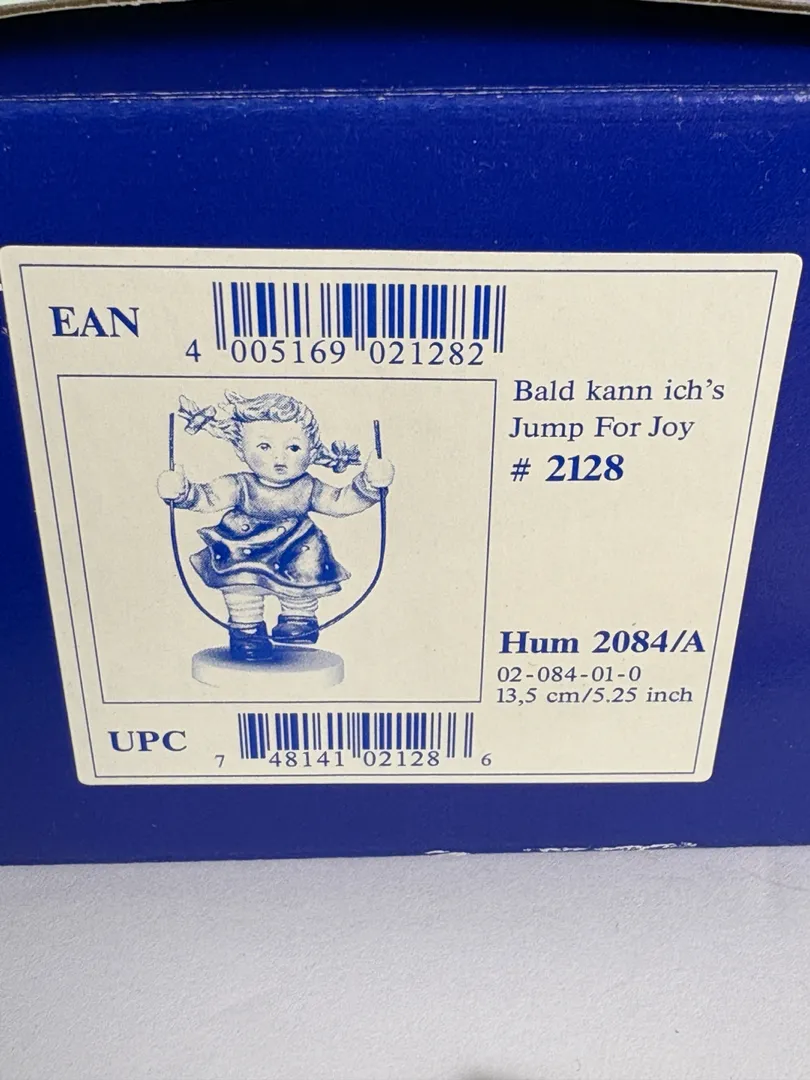 EAN
4 005169 021282
Bald kann ich's
Jump For Joy
# 2128
Hum 2084/A
02-084-01-0
13,5 cm/5.25 inch
UPC
7 48141 02128 6